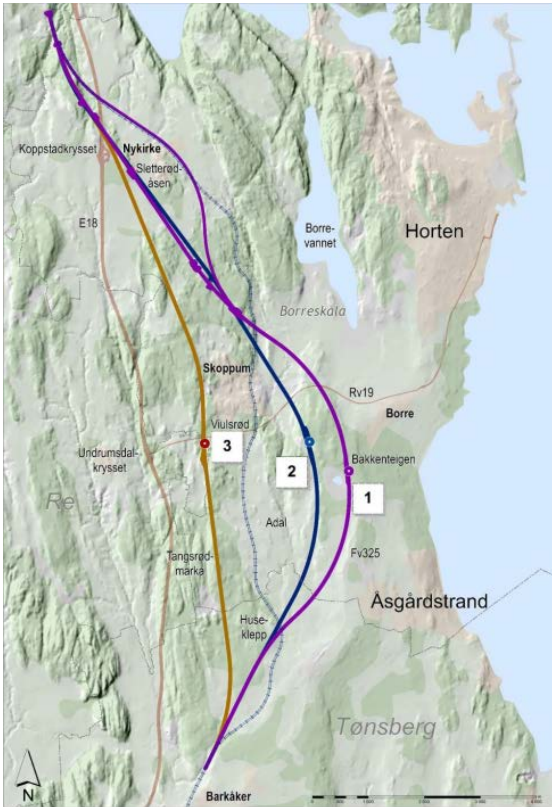 Koppstadkrysset
Nykirke
Sletterød-
åsen
E18
Borre-
vannet
Horten
Borreskåla
Skoppum
Rv19
Borre
Viulsrød
3
Undrumsdal-
krysset
2
Bakkenteigen
1
Re
Adal
Tangsrød-
marka
Fv325
Åsgårdstrand
Huse-
klepp
Tønsberg
N
Barkåker